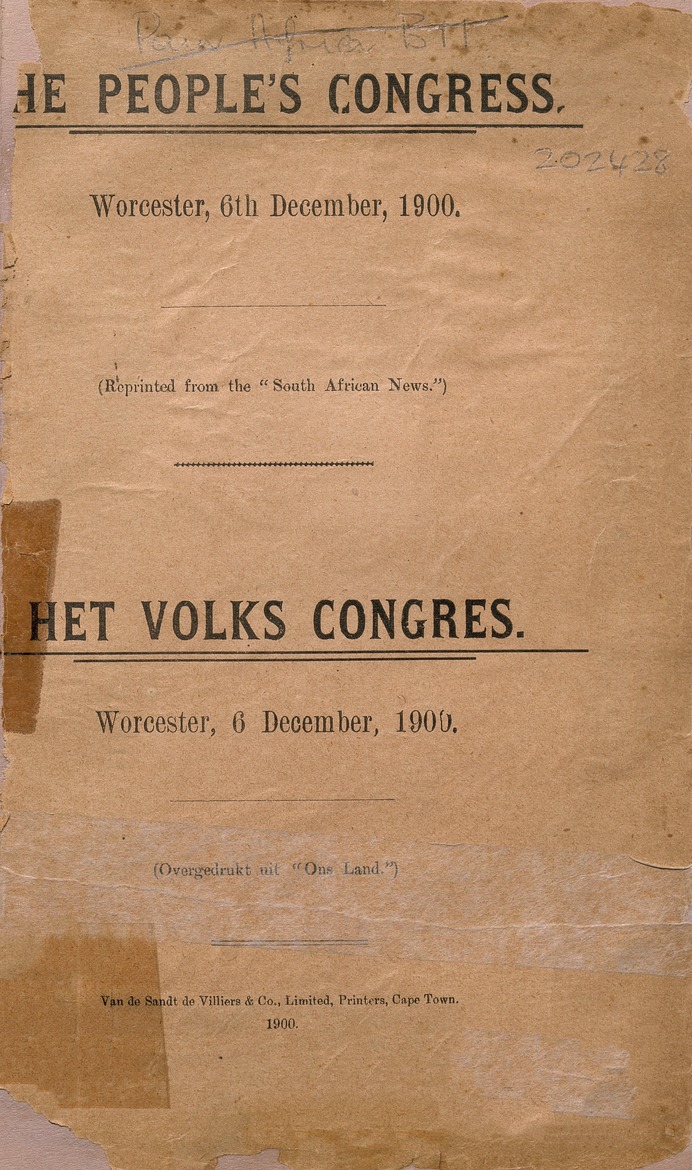 HE PEOPLE'S CONGRESS.
202428
Worcester, 6th December, 1900.
(Reprinted from the "South African News.")
HET VOLKS CONGRES.
Worcester, 6 December, 1900.
(Overgedrukt uit "Ons Land.")
Van de Sandt de Villiers & Co., Limited, Printers, Cape Town.
1900.